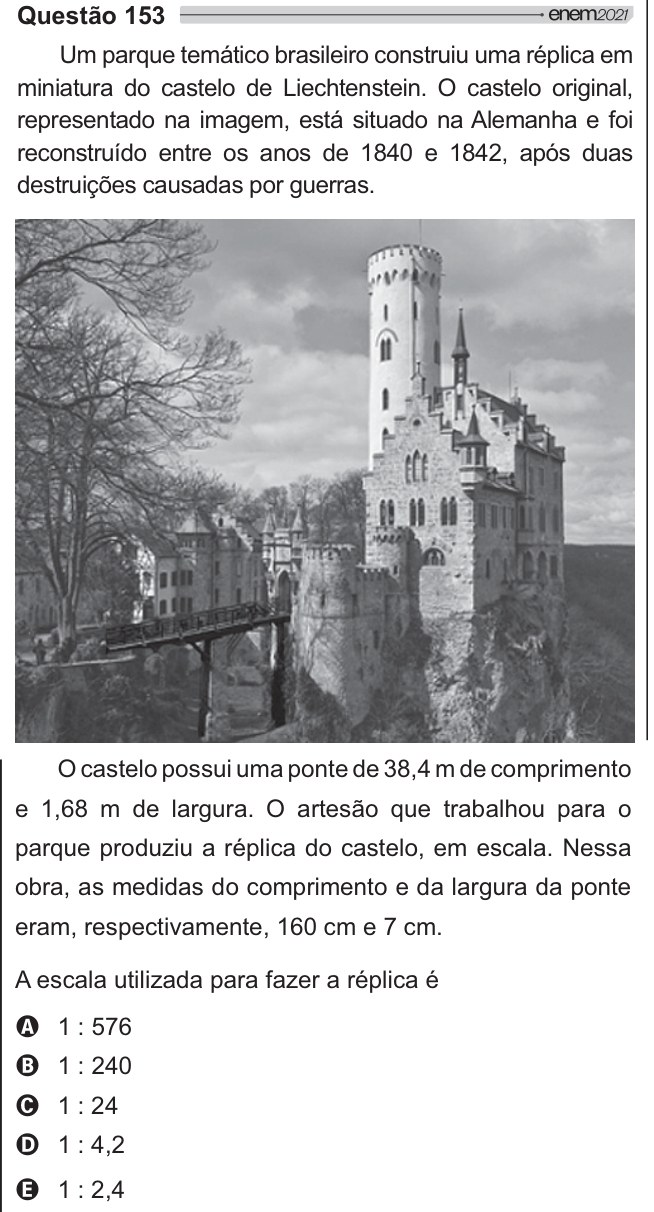 Questão 153
enem2021
Um parque temático brasileiro construiu uma réplica em
miniatura do castelo de Liechtenstein. O castelo original,
representado na imagem, está situado na Alemanha e foi
reconstruído entre os anos de 1840 e 1842, após duas
destruições causadas por guerras.
O castelo possui uma ponte de 38,4 m de comprimento
e 1,68 m de largura. O artesão que trabalhou para o
parque produziu a réplica do castelo, em escala. Nessa
obra, as medidas do comprimento e da largura da ponte
eram, respectivamente, 160 cm e 7 cm.
A escala utilizada para fazer a réplica é
A 1 : 576
B 1 : 240
C 1 : 24
D 1 : 4,2
E 1 : 2,4